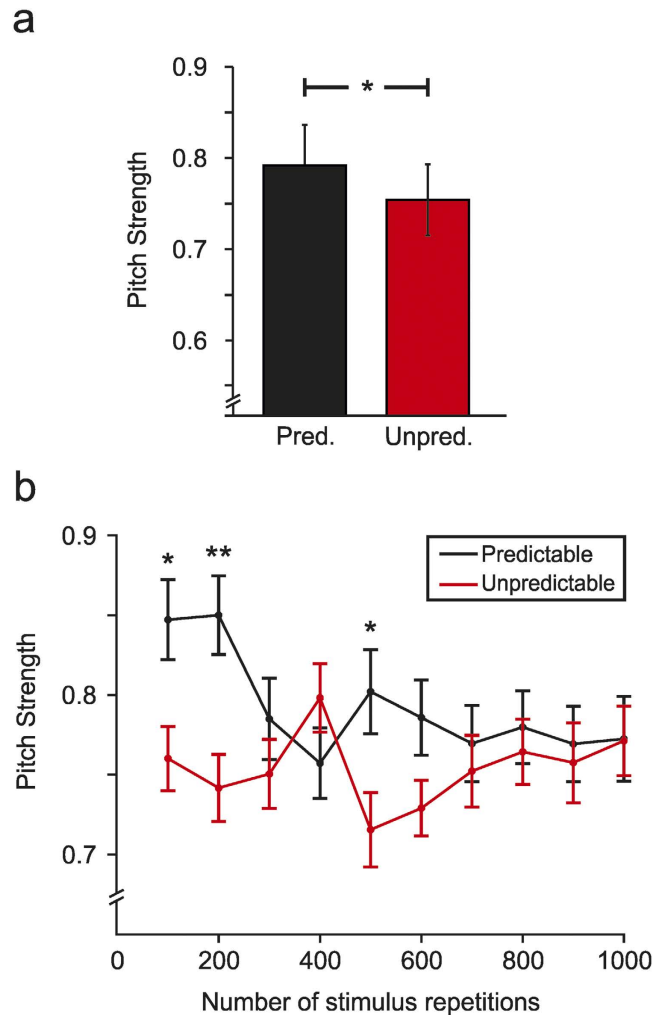 a
0.9
*
0.8
0.7
0.6
Pitch Strength
Pred.
Unpred.
b
0.9
0.8
0.7
Pitch Strength
*
**
*
Predictable
Unpredictable
0
200
400
600
800
1000
Number of stimulus repetitions